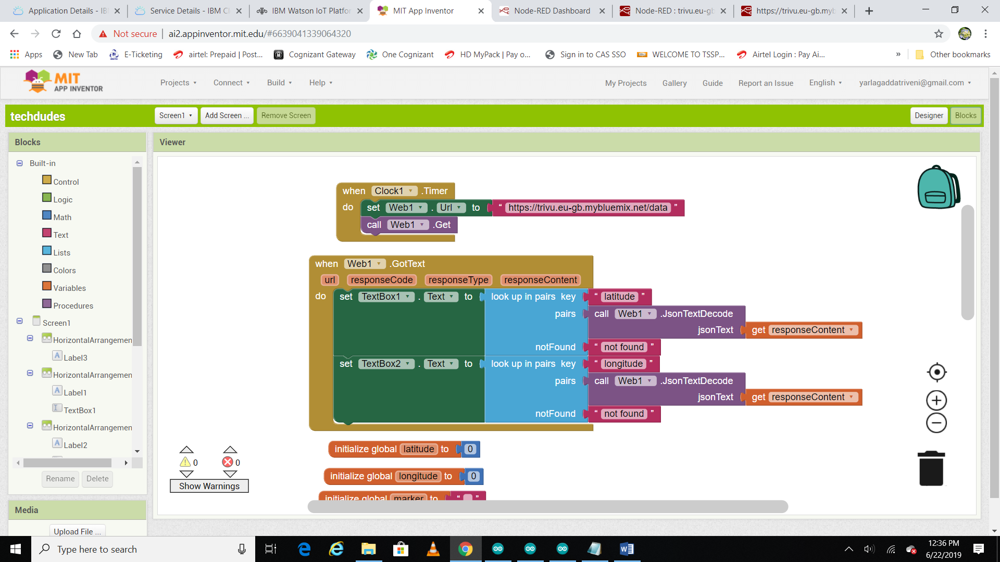 Application Details - IB
Service Details - IBM Cl
IBM Watson IoT Platfor
MIT App Inventor
Node-RED Dashboard
Node-RED : trivu.eu-gb
https://trivu.eu-gb.myb
Not secure
ai2.appinventor.mit.edu/#6639041339064320
Apps
New Tab
E-Ticketing
airtel: Prepaid | Post...
Cognizant Gateway
One Cognizant
HD MyPack | Pay o...
Sign in to CAS SSO
WELCOME TO TSSP...
Airtel Login : Pay Ai...
»
Other bookmarks
MIT
APP INVENTOR
Projects
Connect
Build
Help
My Projects
Gallery
Guide
Report an Issue
English
yarlagaddatriveni@gmail.com
techdudes
Screen1
Add Screen ...
Remove Screen
Designer
Blocks
Blocks
Built-in
Control
Logic
Math
Text
Lists
Colors
Variables
Procedures
Screen1
HorizontalArrangemen
Label3
HorizontalArrangemen
Label1
TextBox1
HorizontalArrangemen
Label2
Rename
Delete
Media
Upload File ...
Viewer
when Clock1 .Timer
do set Web1 . Url to “ https://trivu.eu-gb.mybluemix.net/data ”
call Web1 .Get
when Web1 .GotText
url responseCode responseType responseContent
do set TextBox1 . Text to look up in pairs key “ latitude ”
pairs call Web1 .JsonTextDecode
jsonText get responseContent
notFound “ not found ”
set TextBox2 . Text to look up in pairs key “ longitude ”
pairs call Web1 .JsonTextDecode
jsonText get responseContent
notFound “ not found ”
initialize global latitude to 0
initialize global longitude to 0
initialize global marker to “ ”
0
0
Show Warnings
Type here to search
12:36 PM
6/22/2019